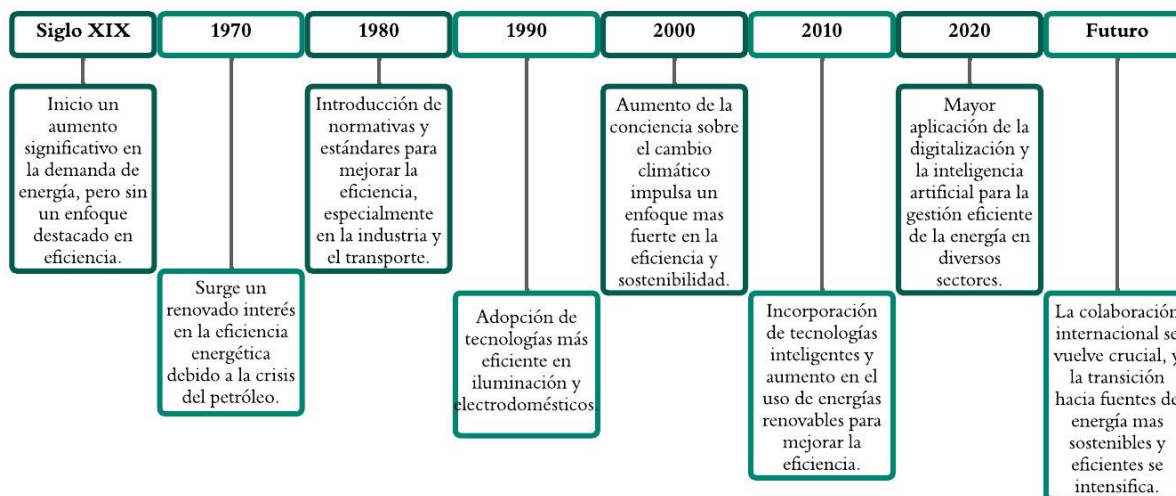 Siglo XIX
1970
1980
1990
2000
2010
2020
Futuro
Inicio un
aumento
significativo en
la demanda de
energía, pero sin
un enfoque
destacado en
eficiencia.
Surge un
renovado interés
en la eficiencia
energética
debido a la crisis
del petróleo.
Introducción de
normativas y
estándares para
mejorar la
eficiencia,
especialmente
en la industria y
el transporte.
Adopción de
tecnologías más
eficiente en
iluminación y
electrodomésticos.
Aumento de la
conciencia sobre
el cambio
climático
impulsa un
enfoque mas
fuerte en la
eficiencia y
sostenibilidad.
Incorporación
de tecnologías
inteligentes y
aumento en el
uso de energías
renovables para
mejorar la
eficiencia.
Mayor
aplicación de la
digitalización y
la inteligencia
artificial para la
gestión eficiente
de la energía en
diversos
sectores.
La colaboración
internacional se
vuelve crucial, y
la transición
hacia fuentes de
energía mas
sostenibles y
eficientes se
intensifica.